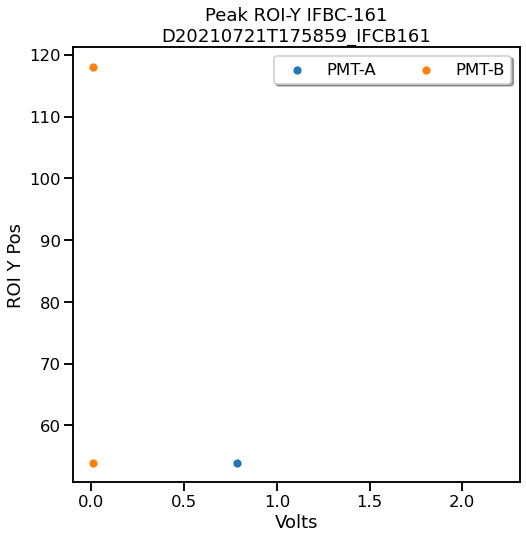 Peak ROI-Y IFBC-161
D20210721T175859_IFCB161
PMT-A PMT-B
120
110
100
90
80
70
60
ROI Y Pos
0.0 0.5 1.0 1.5 2.0
Volts